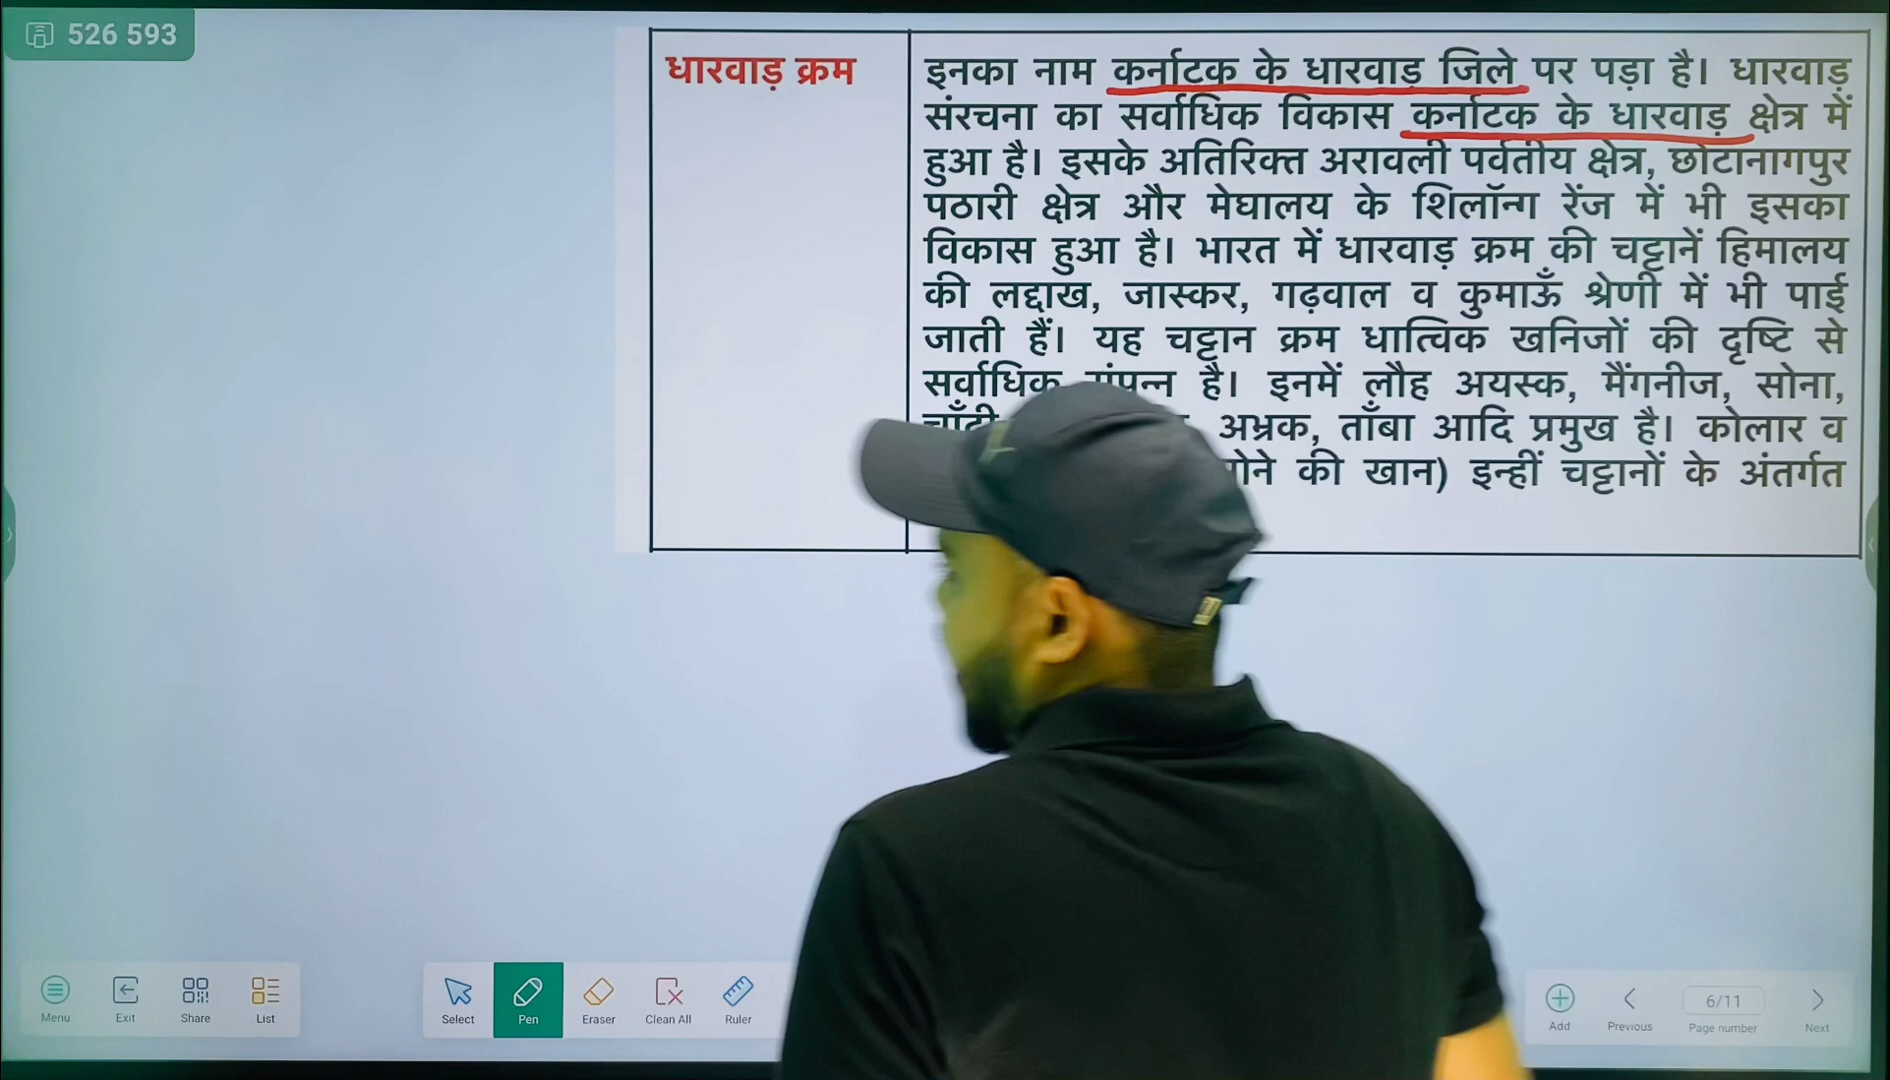 526 593
धारवाड़ क्रम
इनका नाम कर्नाटक के धारवाड़ जिले पर पड़ा है। धारवाड़
संरचना का सर्वाधिक विकास कर्नाटक के धारवाड़ क्षेत्र में
हुआ है। इसके अतिरिक्त अरावली पर्वतीय क्षेत्र, छोटानागपुर
पठारी क्षेत्र और मेघालय के शिलॉन्ग रेंज में भी इसका
विकास हुआ है। भारत में धारवाड़ क्रम की चट्टानें हिमालय
की लद्दाख, जास्कर, गढ़वाल व कुमाऊँ श्रेणी में भी पाई
जाती हैं। यह चट्टान क्रम धात्विक खनिजों की दृष्टि से
सर्वाधिक संपन्न है। इनमें लौह अयस्क, मैंगनीज, सोना,
अभ्रक, ताँबा आदि प्रमुख है। कोलार व
की खान) इन्हीं चट्टानों के अंतर्गत
Menu Exit Share List
Select Pen Eraser Clean All Ruler
Add Previous 6/11 Page number Next